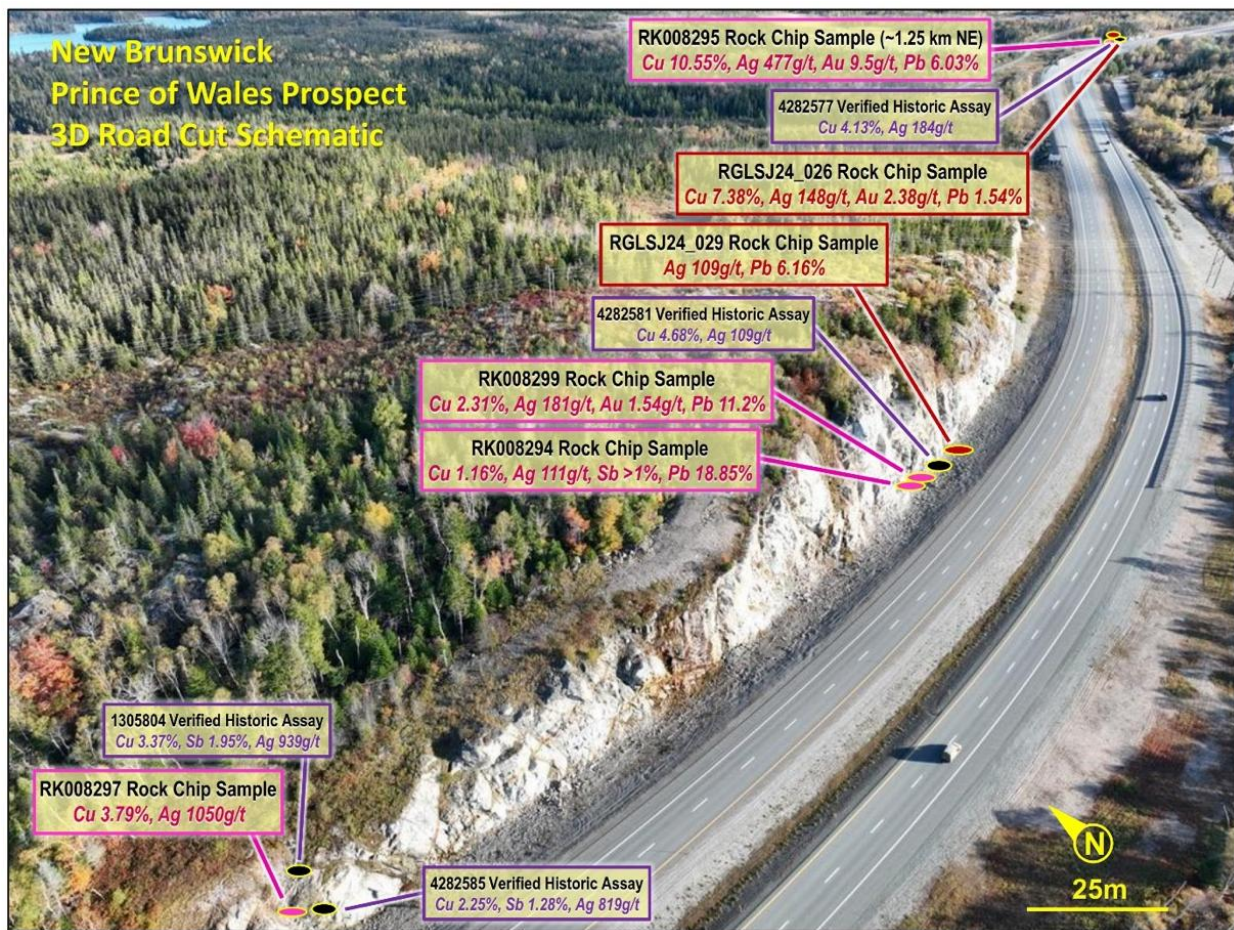 New Brunswick
Prince of Wales Prospect
3D Road Cut Schematic
RK008295 Rock Chip Sample (~1.25 km NE)
Cu 10.55%, Ag 477g/t, Au 9.5g/t, Pb 6.03%
4282577 Verified Historic Assay
Cu 4.13%, Ag 184g/t
RGLSJ24_026 Rock Chip Sample
Cu 7.38%, Ag 148g/t, Au 2.38g/t, Pb 1.54%
RGLSJ24_029 Rock Chip Sample
Ag 109g/t, Pb 6.16%
4282581 Verified Historic Assay
Cu 4.68%, Ag 109g/t
RK008299 Rock Chip Sample
Cu 2.31%, Ag 181g/t, Au 1.54g/t, Pb 11.2%
RK008294 Rock Chip Sample
Cu 1.16%, Ag 111g/t, Sb >1%, Pb 18.85%
1305804 Verified Historic Assay
Cu 3.37%, Sb 1.95%, Ag 939g/t
RK008297 Rock Chip Sample
Cu 3.79%, Ag 1050g/t
4282585 Verified Historic Assay
Cu 2.25%, Sb 1.28%, Ag 819g/t
N
25m